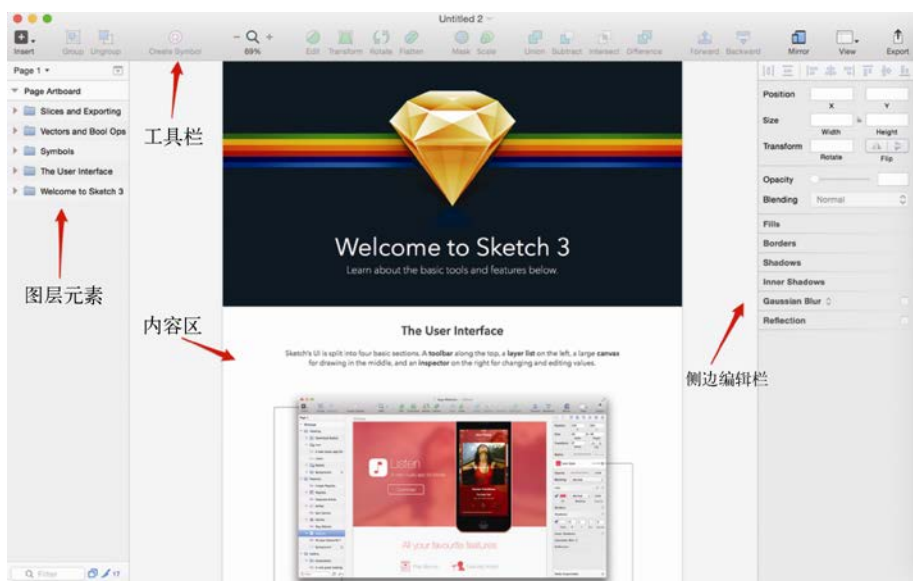 Untitled 2
Insert Group Ungroup Create Symbol 69% Edit Transform Rotate Flatten Mask Scale Union Subtract Intersect Difference Forward Backward Mirror View Export
Page 1
Page Artboard
Slices and Exporting
Vectors and Bool Ops
Symbols
The User Interface
Welcome to Sketch 3
工具栏
图层元素
内容区
侧边编辑栏
Welcome to Sketch 3
Learn about the basic tools and features below.
The User Interface
Sketch's UI is split into four basic sections. A toolbar along the top, a layer list on the left, a large canvas
for drawing in the middle, and an inspector on the right for changing and editing values.
Listen
All your favourite features
Position
X Y
Size
Width Height
Transform
Rotate Flip
Opacity
Blending Normal
Fills
Borders
Shadows
Inner Shadows
Gaussian Blur
Reflection
Filter 17